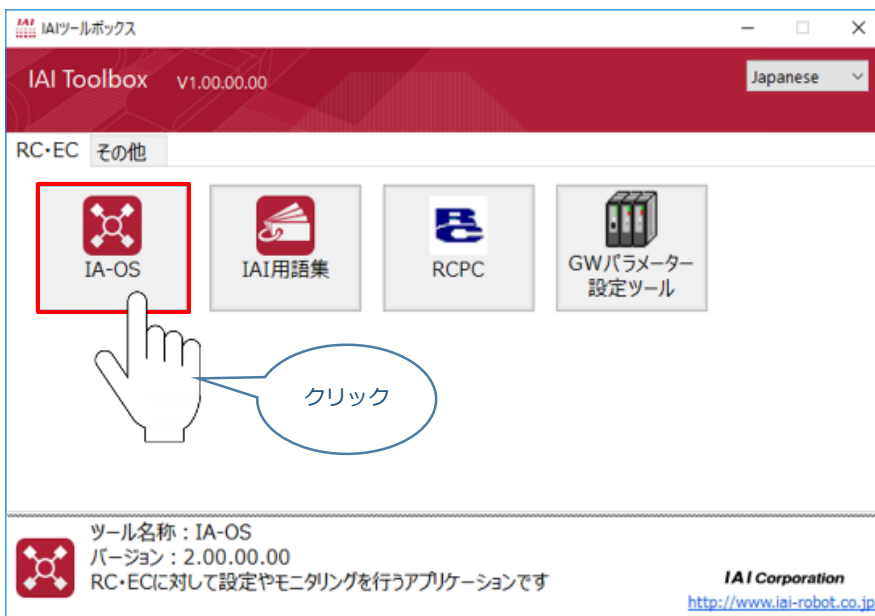 IAIツールボックス
IAI Toolbox V1.00.00.00
Japanese
RC・EC その他
IA-OS
IAI用語集
RCPC
GWパラメーター
設定ツール
クリック
ツール名称：IA-OS
バージョン：2.00.00.00
RC・ECに対して設定やモニタリングを行うアプリケーションです
IAI Corporation
http://www.iai-robot.co.jp